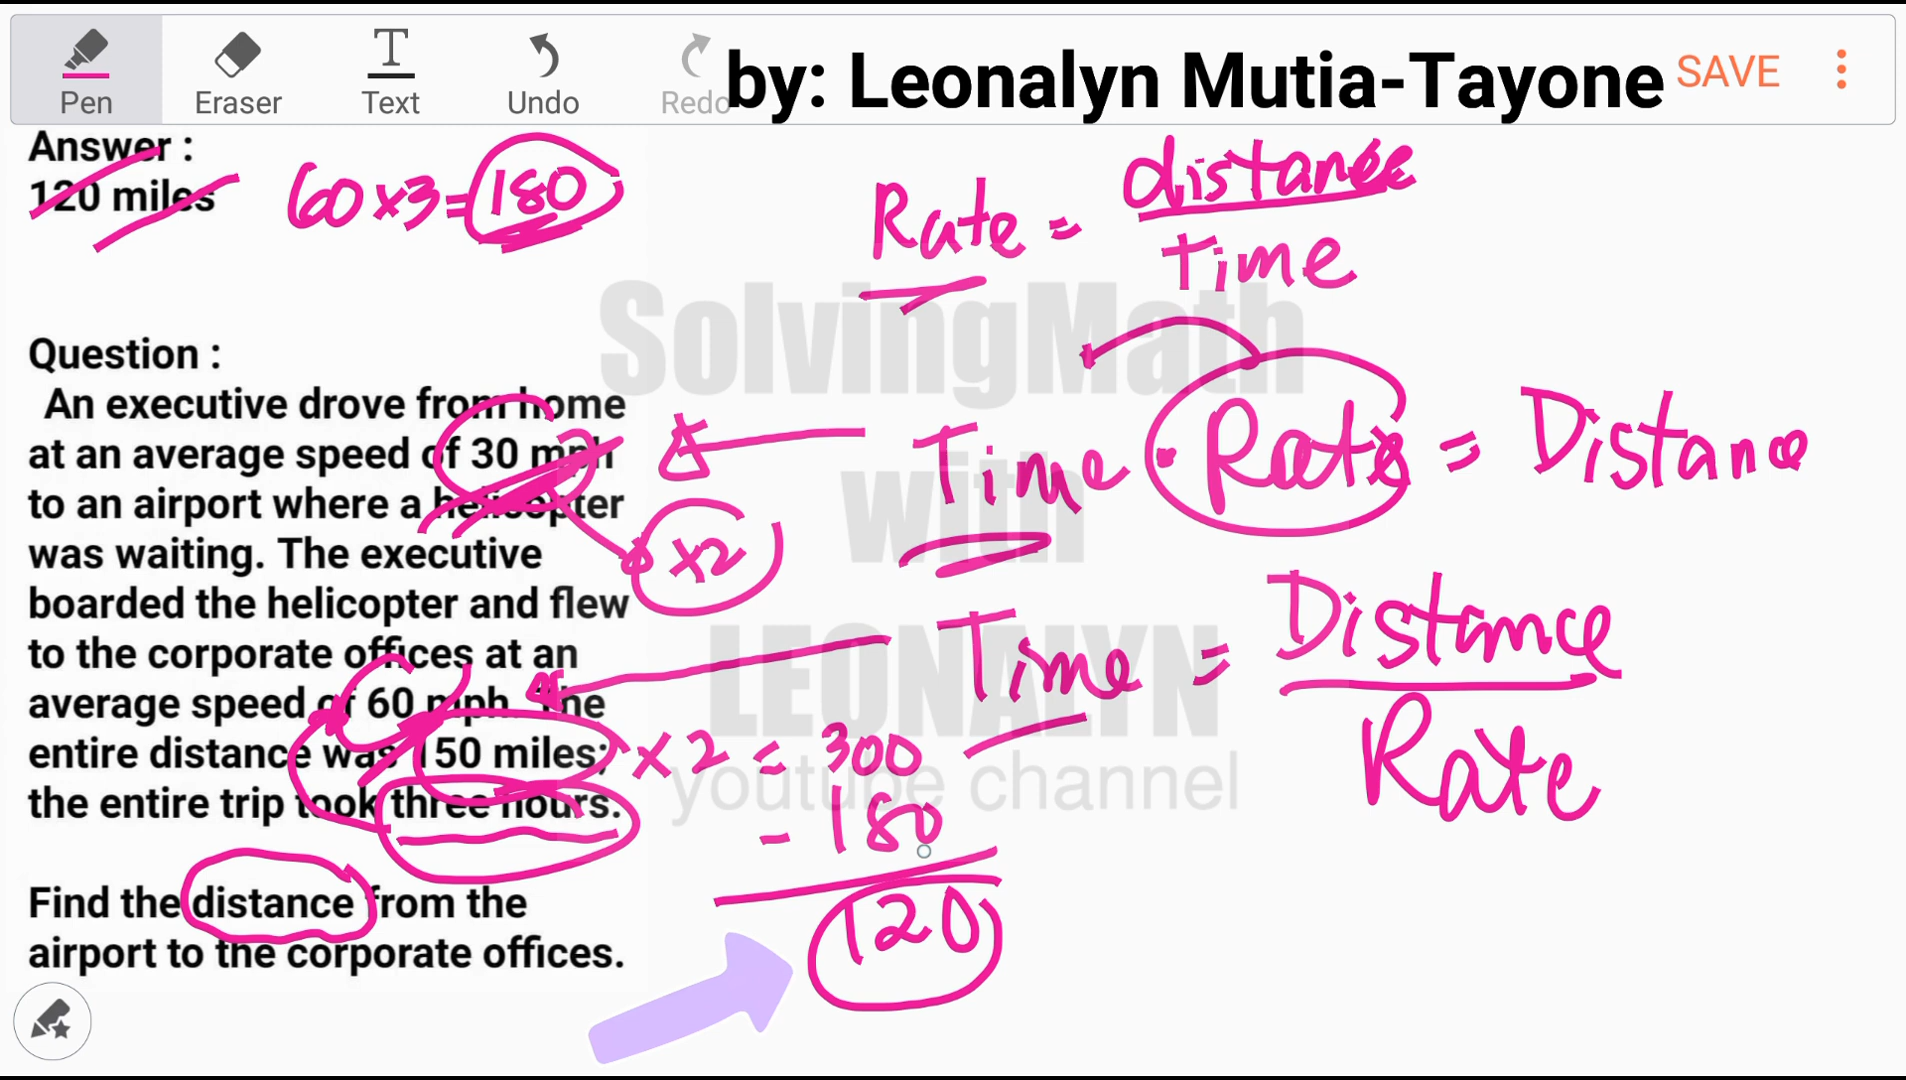 Pen
Eraser
Text
Undo
Redo
by: Leonalyn Mutia-Tayone
SAVE
Answer :
120 miles
60 x 3 = 180
Rate = distance
Time
SolvingMath
with
LEONALYN
youtube channel
Question :
An executive drove from home
at an average speed of 30 mph
to an airport where a helicopter
was waiting. The executive
boarded the helicopter and flew
to the corporate offices at an
average speed of 60 mph. The
entire distance was 150 miles;
the entire trip took three hours.
Find the distance from the
airport to the corporate offices.
Time · Rate = Distance
x2
Time = Distance
Rate
x 2 = 300
- 180
120